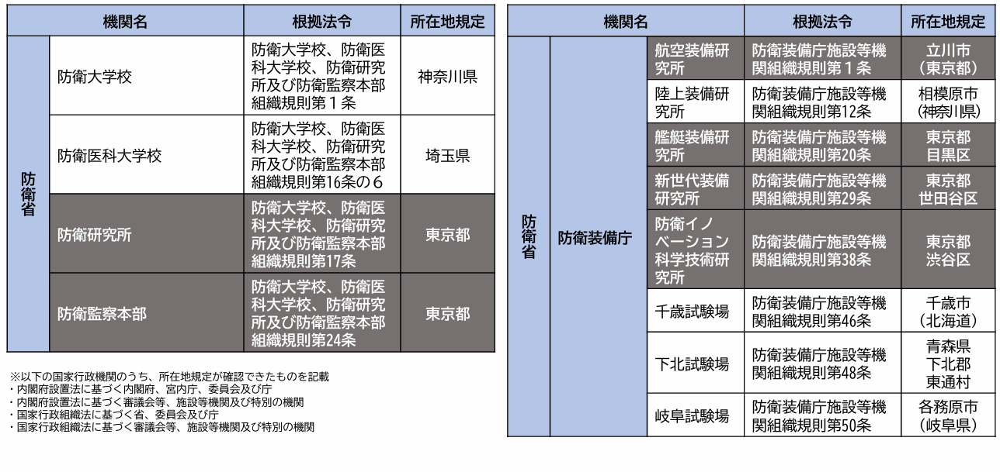 機関名 根拠法令 所在地規定
防衛省
防衛大学校
防衛大学校、防衛医
科大学校、防衛研究
所及び防衛監察本部
組織規則第１条
神奈川県
防衛医科大学校
防衛大学校、防衛医
科大学校、防衛研究
所及び防衛監察本部
組織規則第16条の６
埼玉県
防衛研究所
防衛大学校、防衛医
科大学校、防衛研究
所及び防衛監察本部
組織規則第17条
東京都
防衛監察本部
防衛大学校、防衛医
科大学校、防衛研究
所及び防衛監察本部
組織規則第24条
東京都
※以下の国家行政機関のうち、所在地規定が確認できたものを記載
・内閣府設置法に基づく内閣府、宮内庁、委員会及び庁
・内閣府設置法に基づく審議会等、施設等機関及び特別の機関
・国家行政組織法に基づく省、委員会及び庁
・国家行政組織法に基づく審議会等、施設等機関及び特別の機関
機関名 根拠法令 所在地規定
防衛省
防衛装備庁
航空装備研
究所
防衛装備庁施設等機
関組織規則第１条
立川市
（東京都）
陸上装備研
究所
防衛装備庁施設等機
関組織規則第12条
相模原市
（神奈川県）
艦艇装備研
究所
防衛装備庁施設等機
関組織規則第20条
東京都
目黒区
新世代装備
研究所
防衛装備庁施設等機
関組織規則第29条
東京都
世田谷区
防衛イノ
ベーション
科学技術研
究所
防衛装備庁施設等機
関組織規則第38条
東京都
渋谷区
千歳試験場
防衛装備庁施設等機
関組織規則第46条
千歳市
（北海道）
下北試験場
防衛装備庁施設等機
関組織規則第48条
青森県
下北郡
東通村
岐阜試験場
防衛装備庁施設等機
関組織規則第50条
各務原市
（岐阜県）